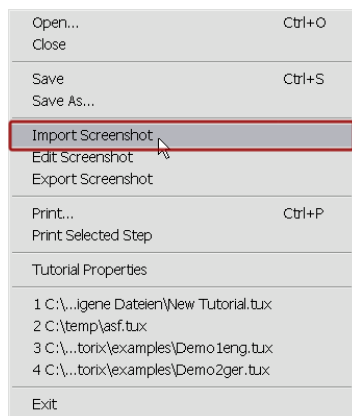 Open... Ctrl+O
Close
Save Ctrl+S
Save As...
Import Screenshot
Edit Screenshot
Export Screenshot
Print... Ctrl+P
Print Selected Step
Tutorial Properties
1 C:\...igene Dateien\New Tutorial.tux
2 C:\temp\asf.tux
3 C:\...torix\examples\Demo1eng.tux
4 C:\...torix\examples\Demo2ger.tux
Exit